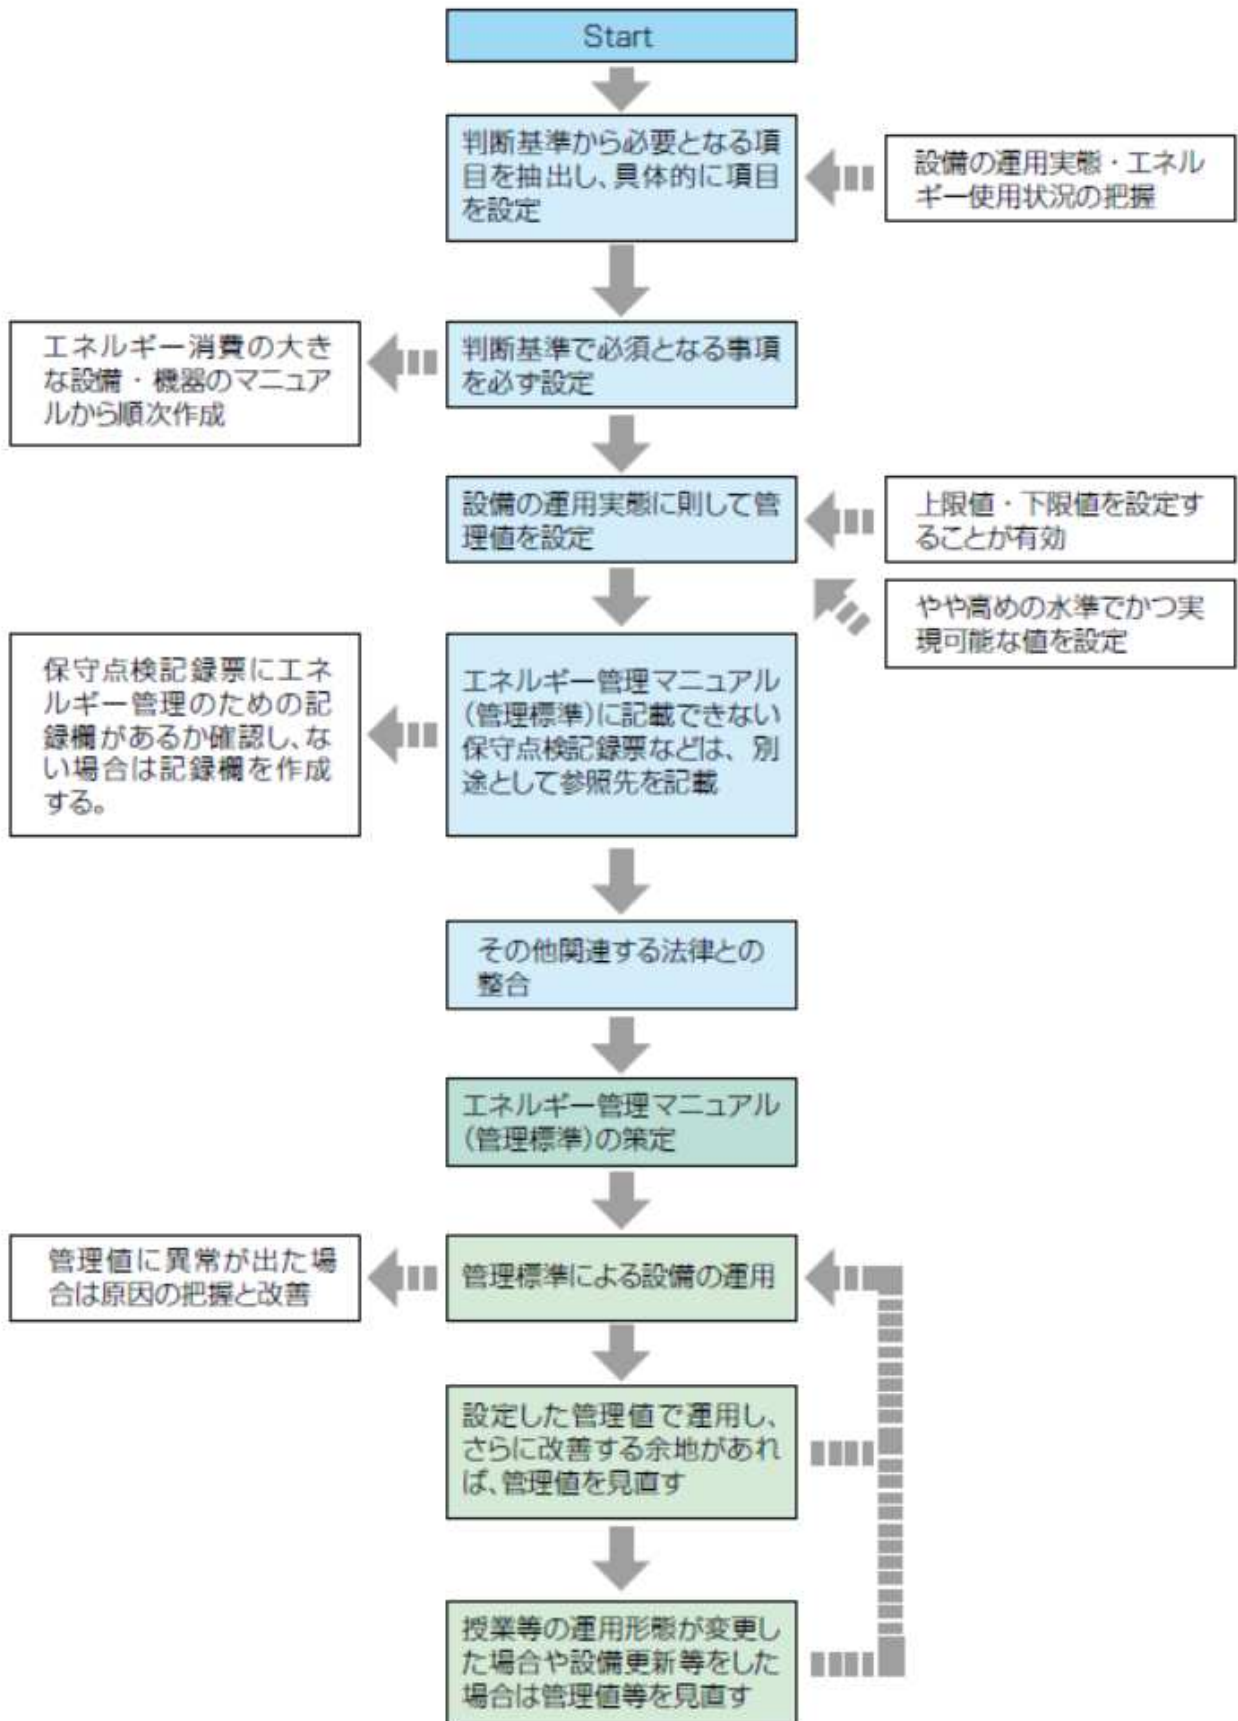 Start
判断基準から必要となる項
目を抽出し、具体的に項目
を設定
設備の運用実態・エネル
ギー使用状況の把握
エネルギー消費の大き
な設備・機器のマニュア
ルから順次作成
判断基準で必須となる事項
を必ず設定
設備の運用実態に則して管
理値を設定
上限値・下限値を設定す
ることが有効
やや高めの水準でかつ実
現可能な値を設定
保守点検記録票にエネ
ルギー管理のための記
録欄があるか確認し、な
い場合は記録欄を作成
する。
エネルギー管理マニュアル
(管理標準)に記載できない
保守点検記録票などは、別
途として参照先を記載
その他関連する法律との
整合
エネルギー管理マニュアル
(管理標準)の策定
管理値に異常が出た場
合は原因の把握と改善
管理標準による設備の運用
設定した管理値で運用し、
さらに改善する余地があれ
ば、管理値を見直す
授業等の運用形態が変更し
た場合や設備更新等をした
場合は管理値等を見直す